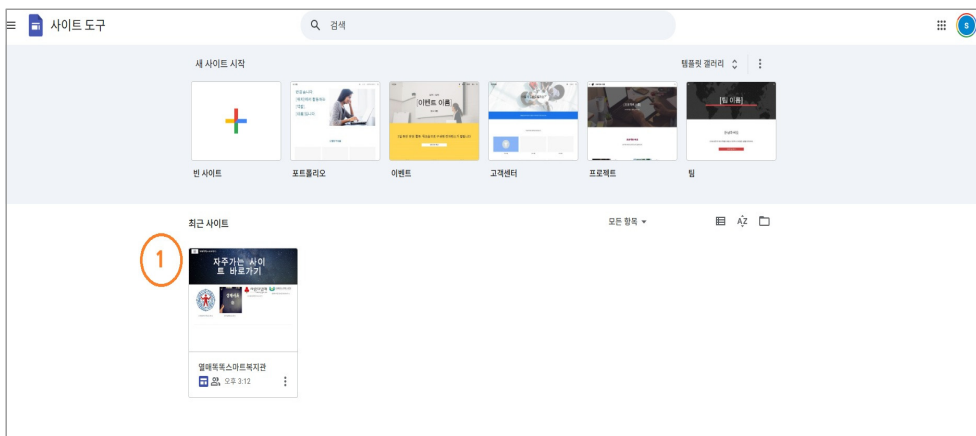 사이트 도구
검색
S
새 사이트 시작
템플릿 갤러리
[이벤트 이름]
[팀 이름]
빈 사이트
포트폴리오
이벤트
고객센터
프로젝트
팀
최근 사이트
모든 항목
AZ
1
자주가는 사이
트 바로가기
열매똑똑스마트복지관
오후 3:12